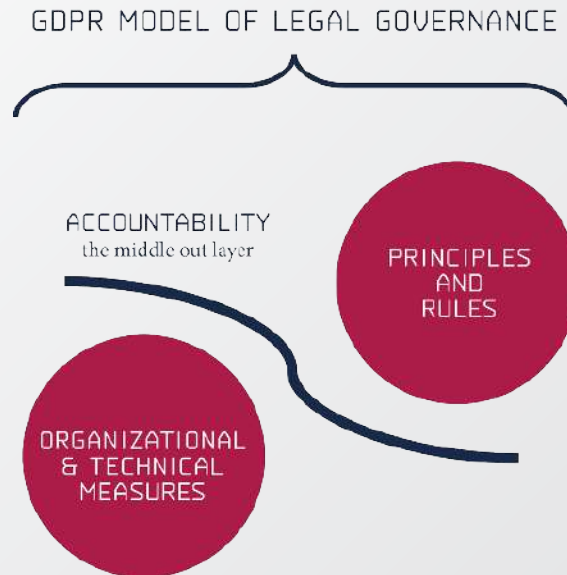 GDPR MODEL OF LEGAL GOVERNANCE
ACCOUNTABILITY
the middle out layer
PRINCIPLES
AND
RULES
ORGANIZATIONAL
& TECHNICAL
MEASURES